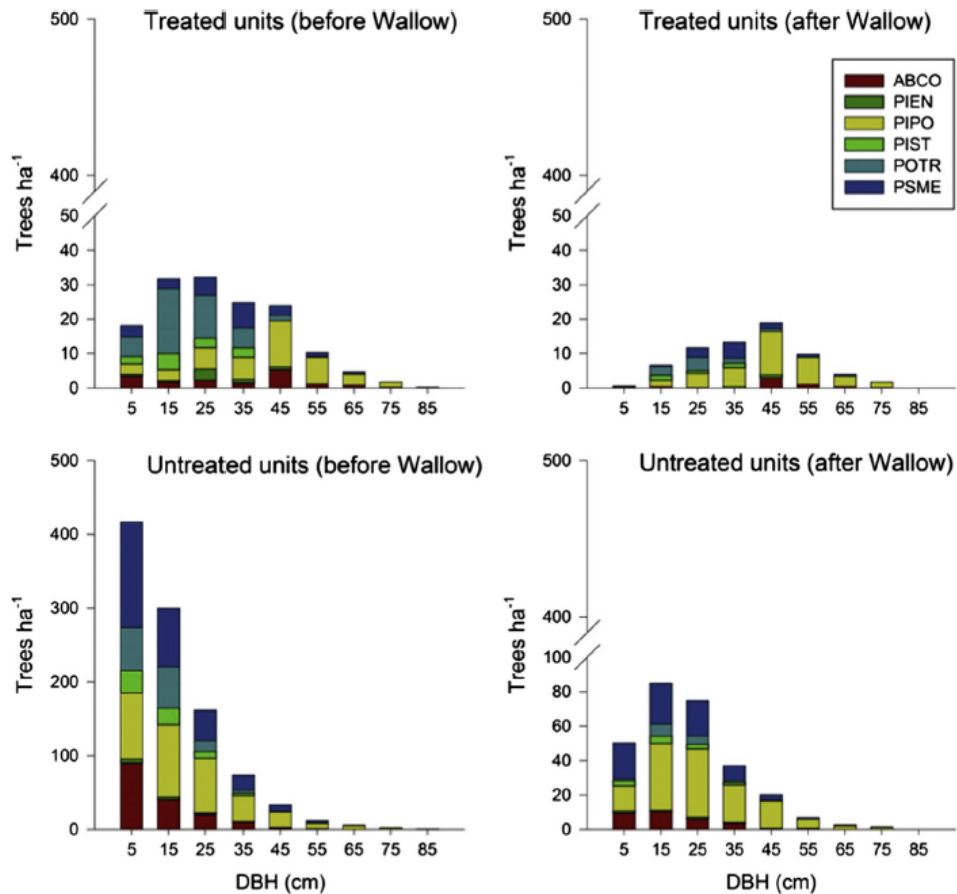 Treated units (before Wallow)
500
400
50
40
30
20
10
0
Trees ha-1
5 15 25 35 45 55 65 75 85
Treated units (after Wallow)
500
400
50
40
30
20
10
0
Trees ha-1
5 15 25 35 45 55 65 75 85
ABCO
PIEN
PIPO
PIST
POTR
PSME
Untreated units (before Wallow)
500
400
300
200
100
0
Trees ha-1
5 15 25 35 45 55 65 75 85
DBH (cm)
Untreated units (after Wallow)
500
400
100
80
60
40
20
0
Trees ha-1
5 15 25 35 45 55 65 75 85
DBH (cm)